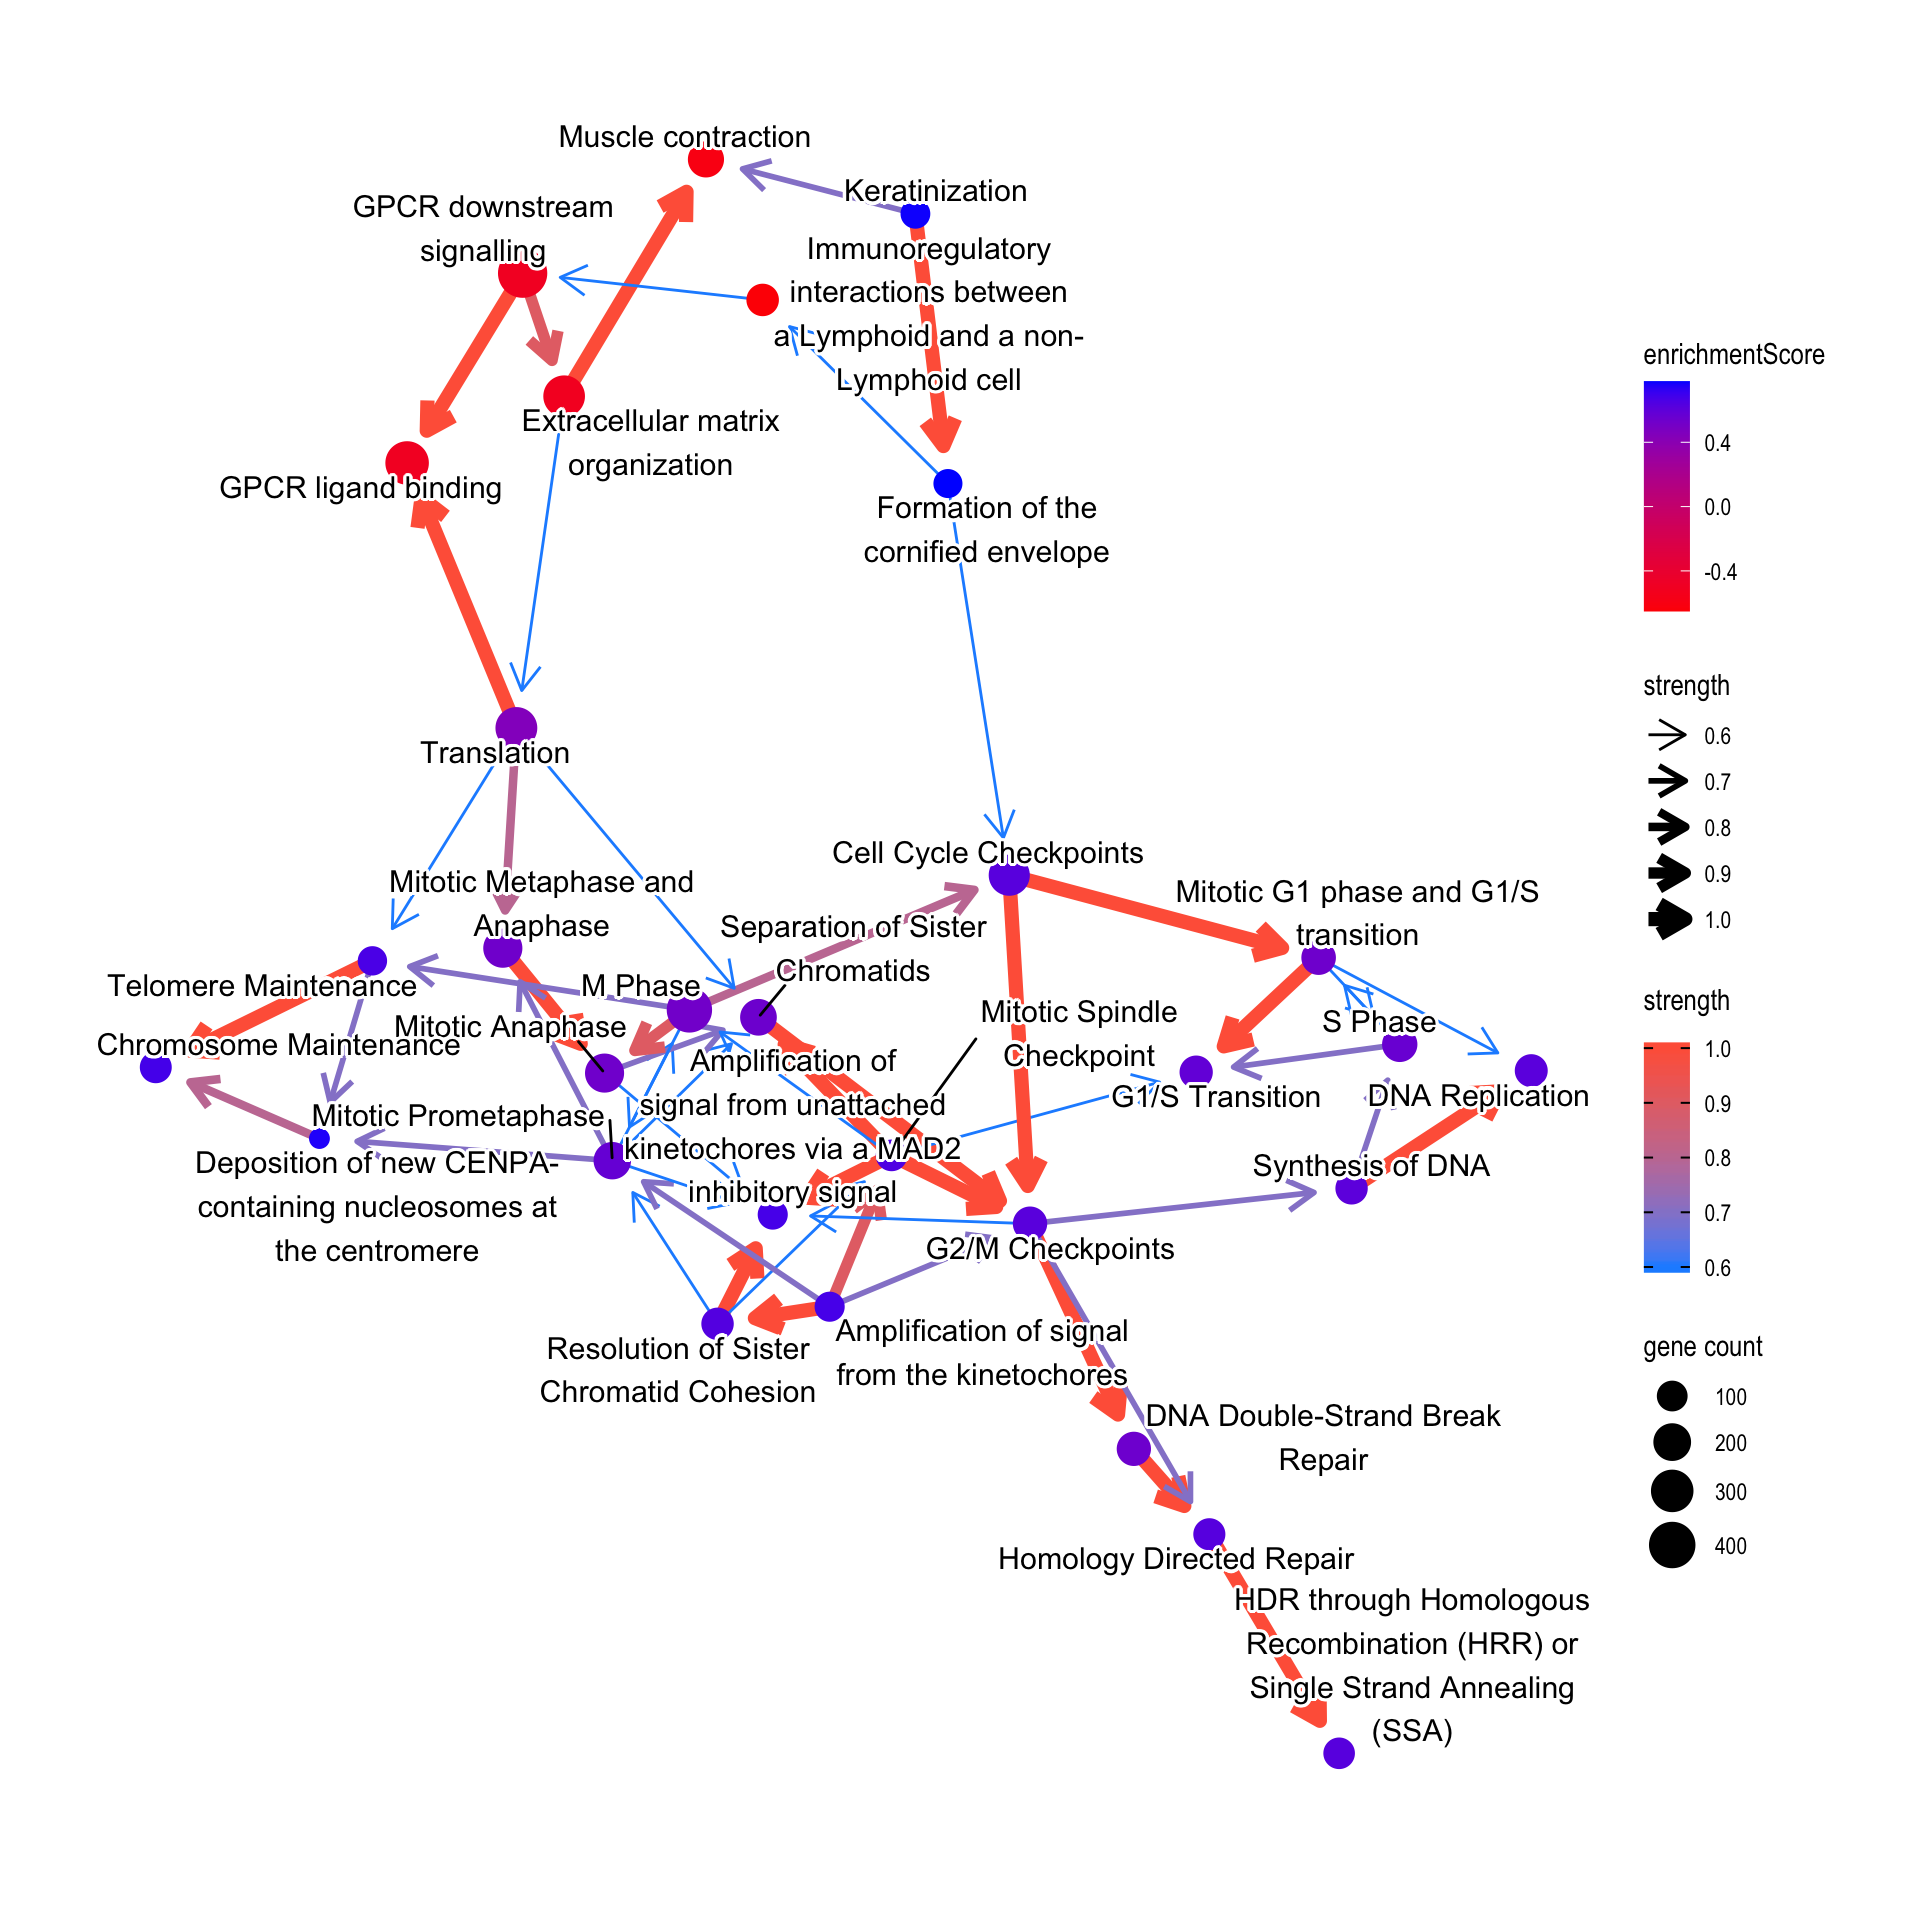 Muscle contraction
Keratinization
GPCR downstream
signalling
Immunoregulatory
interactions between
a Lymphoid and a non-
Lymphoid cell
Extracellular matrix
organization
GPCR ligand binding
Formation of the
cornified envelope
Translation
Cell Cycle Checkpoints
Mitotic Metaphase and
Anaphase
Mitotic G1 phase and G1/S
transition
Separation of Sister
Chromatids
Telomere Maintenance
M Phase
Mitotic Anaphase
Chromosome Maintenance
Mitotic Spindle
Checkpoint
S Phase
Amplification of
signal from unattached
kinetochores via a MAD2
inhibitory signal
G1/S Transition
DNA Replication
Mitotic Prometaphase
Deposition of new CENPA-
containing nucleosomes at
the centromere
Synthesis of DNA
G2/M Checkpoints
Resolution of Sister
Chromatid Cohesion
Amplification of signal
from the kinetochores
DNA Double-Strand Break
Repair
Homology Directed Repair
HDR through Homologous
Recombination (HRR) or
Single Strand Annealing
(SSA)
enrichmentScore
0.4
0.0
-0.4
strength
0.6
0.7
0.8
0.9
1.0
strength
1.0
0.9
0.8
0.7
0.6
gene count
100
200
300
400